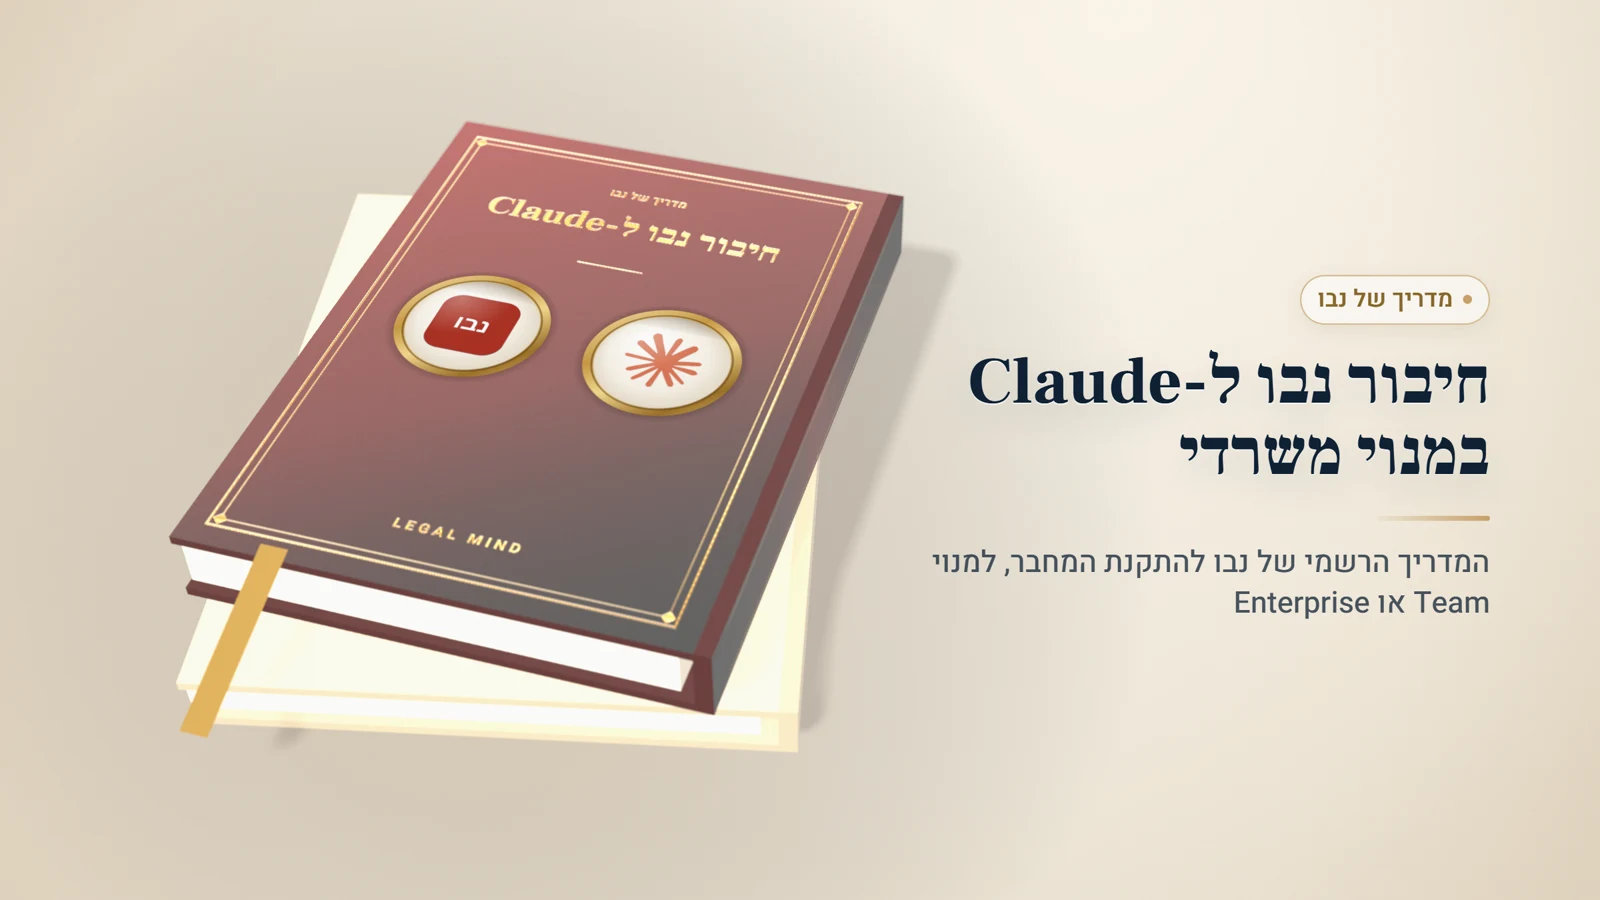 מדריך של נבו
חיבור נבו ל-Claude
נבו
LEGAL MIND
מדריך של נבו
חיבור נבו ל-Claude
במנוי משרדי
המדריך הרשמי של נבו להתקנת המחבר, למנוי
Team או Enterprise